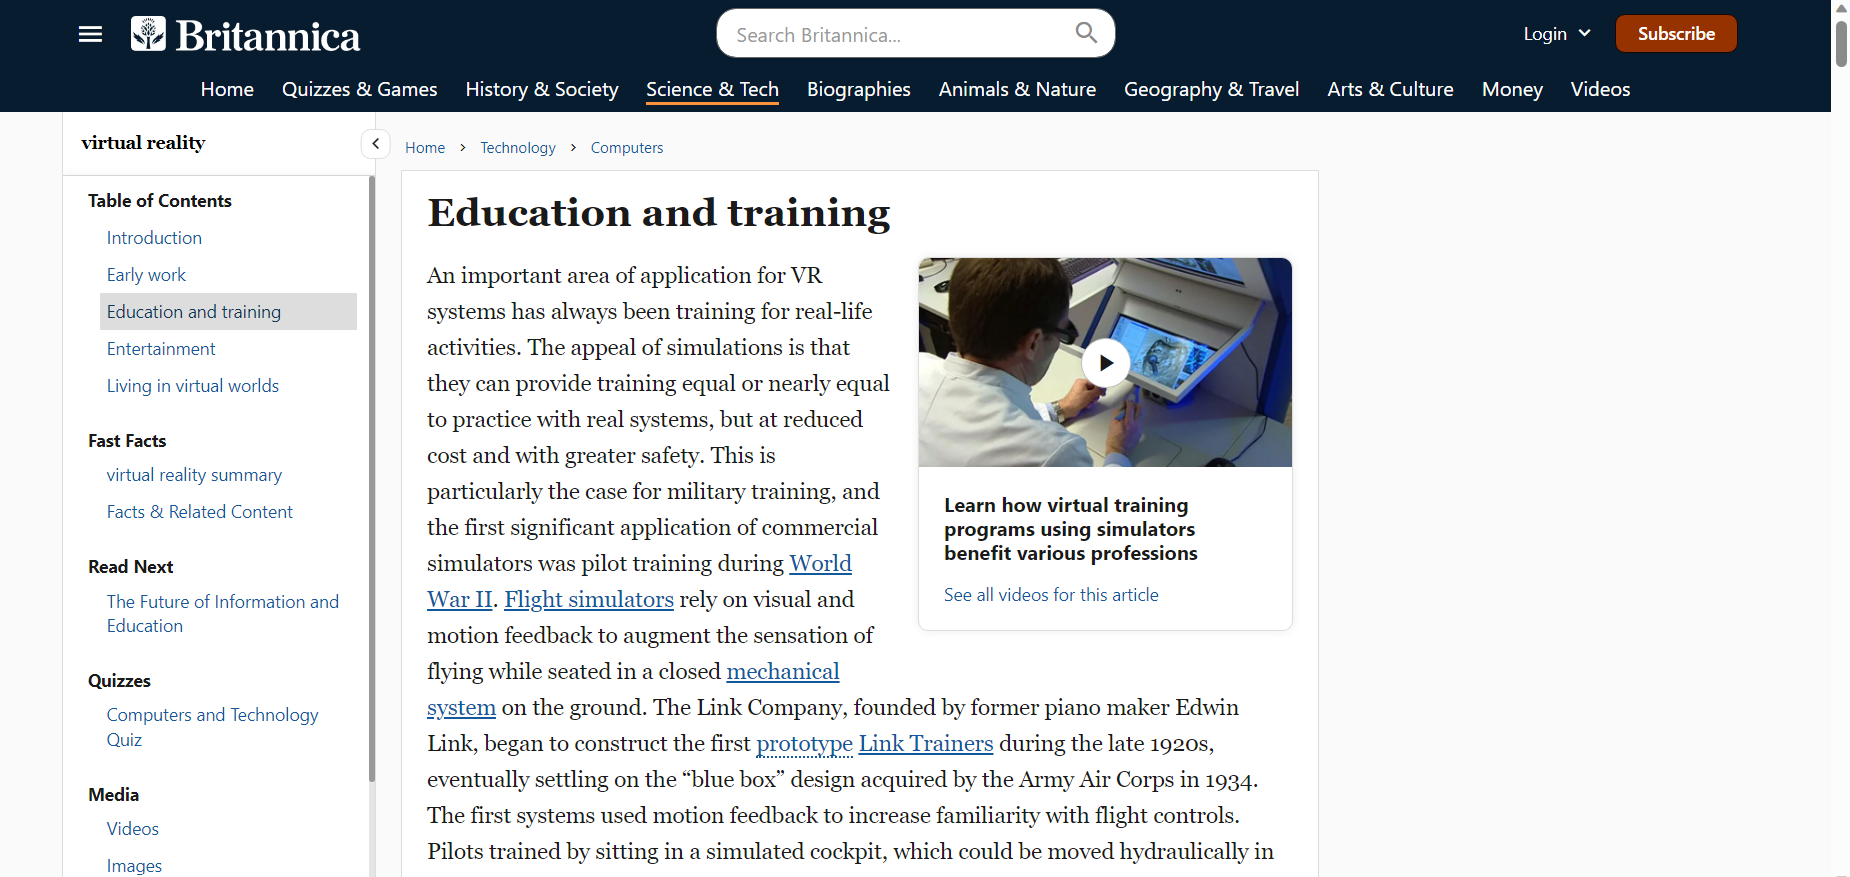 Britannica
Search Britannica...
Login
Subscribe
Home
Quizzes & Games
History & Society
Science & Tech
Biographies
Animals & Nature
Geography & Travel
Arts & Culture
Money
Videos
virtual reality
Table of Contents
Introduction
Early work
Education and training
Entertainment
Living in virtual worlds
Fast Facts
virtual reality summary
Facts & Related Content
Read Next
The Future of Information and
Education
Quizzes
Computers and Technology
Quiz
Media
Videos
Images
Home > Technology > Computers
Education and training
An important area of application for VR
systems has always been training for real-life
activities. The appeal of simulations is that
they can provide training equal or nearly equal
to practice with real systems, but at reduced
cost and with greater safety. This is
particularly the case for military training, and
the first significant application of commercial
simulators was pilot training during World
War II. Flight simulators rely on visual and
motion feedback to augment the sensation of
flying while seated in a closed mechanical
system on the ground. The Link Company, founded by former piano maker Edwin
Link, began to construct the first prototype Link Trainers during the late 1920s,
eventually settling on the “blue box” design acquired by the Army Air Corps in 1934.
The first systems used motion feedback to increase familiarity with flight controls.
Pilots trained by sitting in a simulated cockpit, which could be moved hydraulically in
Learn how virtual training
programs using simulators
benefit various professions
See all videos for this article